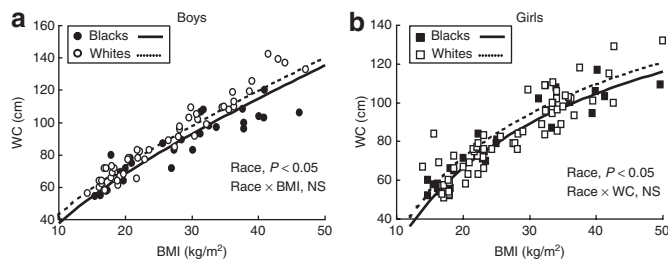 a
Boys
Blacks
Whites
WC (cm)
160
140
120
100
80
60
40
10
20
30
40
50
BMI (kg/m²)
Race, P < 0.05
Race × BMI, NS
b
Girls
Blacks
Whites
WC (cm)
140
120
100
80
60
40
10
20
30
40
50
BMI (kg/m²)
Race, P < 0.05
Race × WC, NS